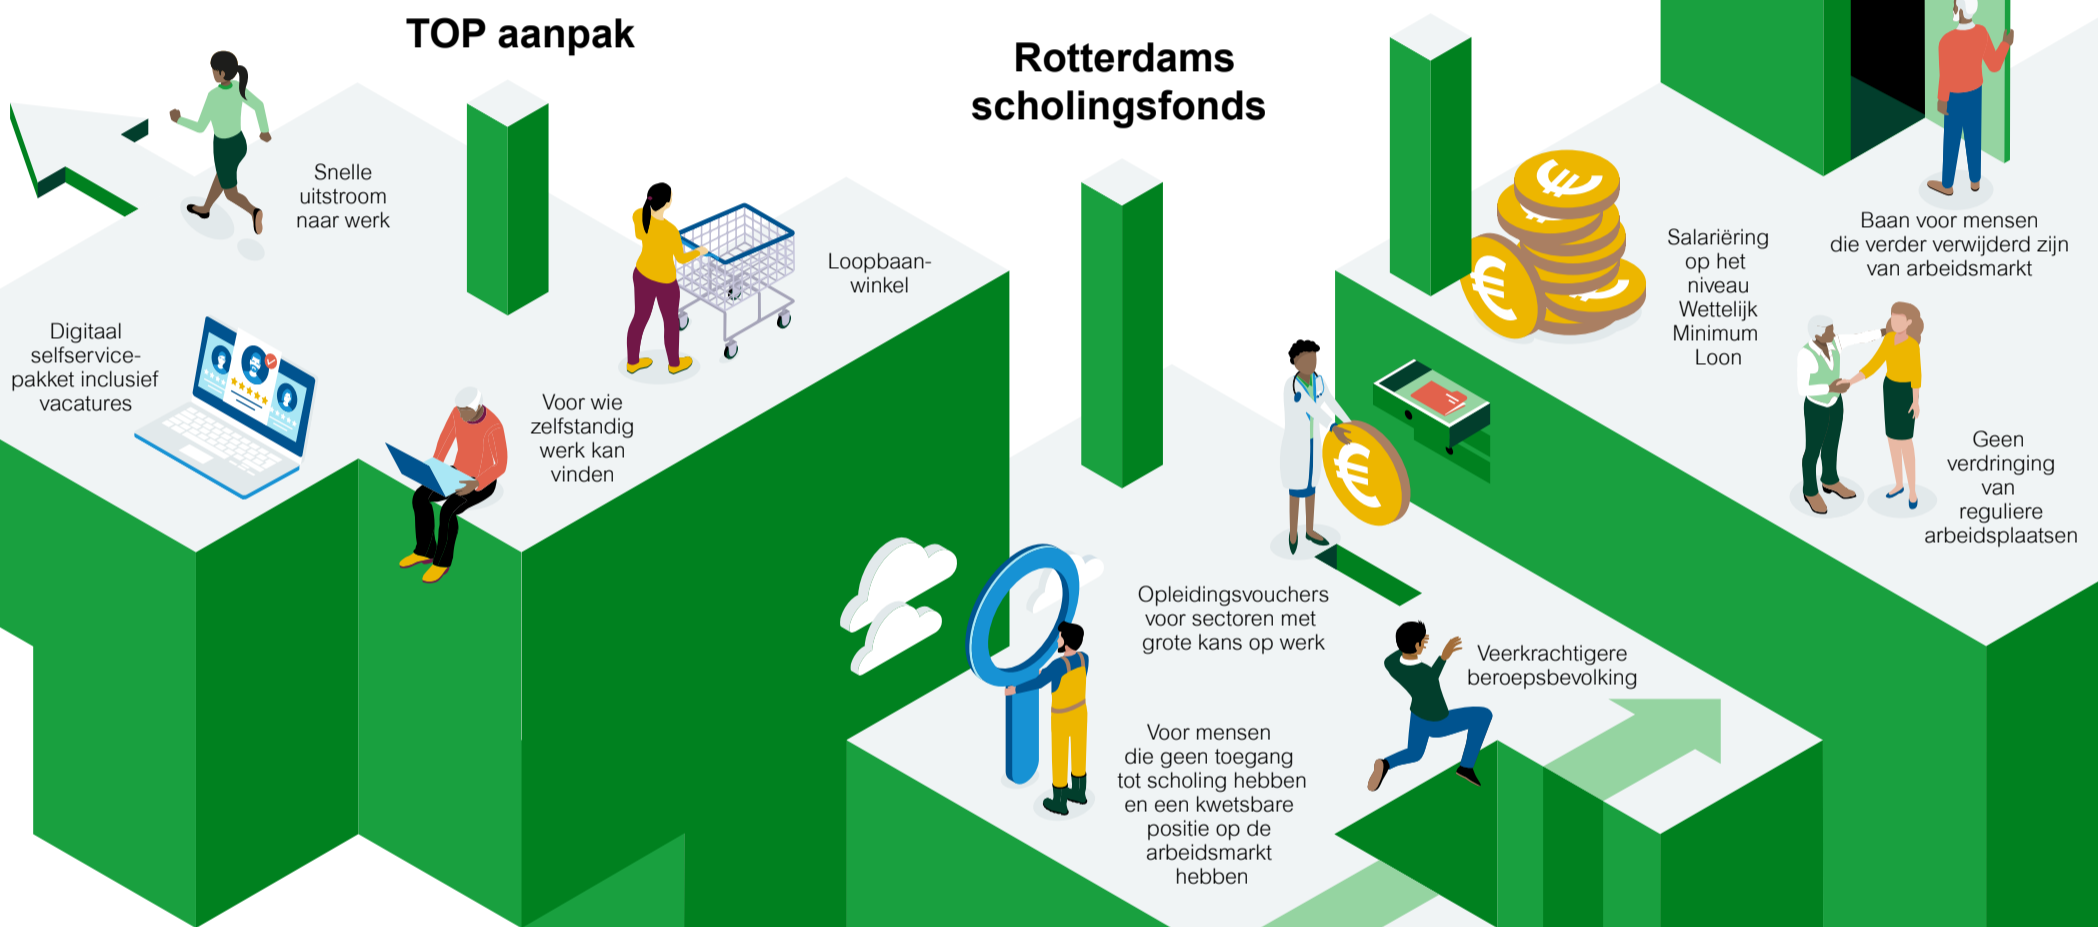 TOP aanpak
Snelle
uitstroom
naar werk
Loopbaan-
winkel
Digitaal
selfservice-
pakket inclusief
vacatures
Voor wie
zelfstandig
werk kan
vinden
Rotterdams
scholingsfonds
Opleidingsvouchers
voor sectoren met
grote kans op werk
Veerkrachtigere
beroepsbevolking
Voor mensen
die geen toegang
tot scholing hebben
en een kwetsbare
positie op de
arbeidsmarkt
hebben
Salariëring
op het
niveau
Wettelijk
Minimum
Loon
Baan voor mensen
die verder verwijderd zijn
van arbeidsmarkt
Geen
verdringing
van
reguliere
arbeidsplaatsen